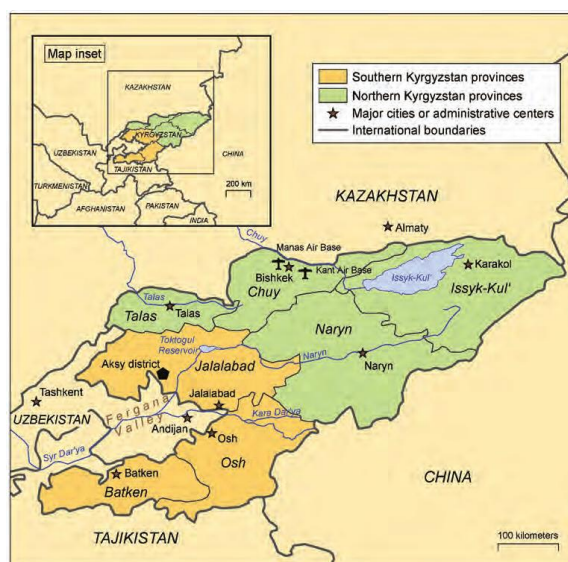 Map inset
KAZAKHSTAN
UZBEKISTAN
KYRGYZSTAN
CHINA
TURKMENISTAN
TAJIKISTAN
AFGHANISTAN
PAKISTAN
INDIA
200 km
Southern Kyrgyzstan provinces
Northern Kyrgyzstan provinces
Major cities or administrative centers
International boundaries
KAZAKHSTAN
Almaty
Chuy
Manas Air Base
Bishkek
Kant Air Base
Chuy
Issyk-Kul'
Karakol
Issyk-Kul'
Talas
Talas
Talas
Naryn
Toktogul
Reservoir
Naryn
Naryn
Aksy district
Jalalabad
Tashkent
Jalalabad
Kara Dar'ya
UZBEKISTAN
Fergana
Valley
Andijan
Osh
Syr Dar'ya
Osh
Batken
Batken
CHINA
TAJIKISTAN
100 kilometers